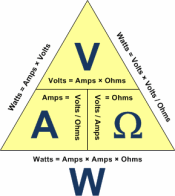 Watts = Amps × Volts
Watts = Volts × Volts / Ohms
V
Volts = Amps × Ohms
Amps =
Volts / Ohms
Volts / Amps
= Ohms
A
Ω
Watts = Amps × Amps × Ohms
W